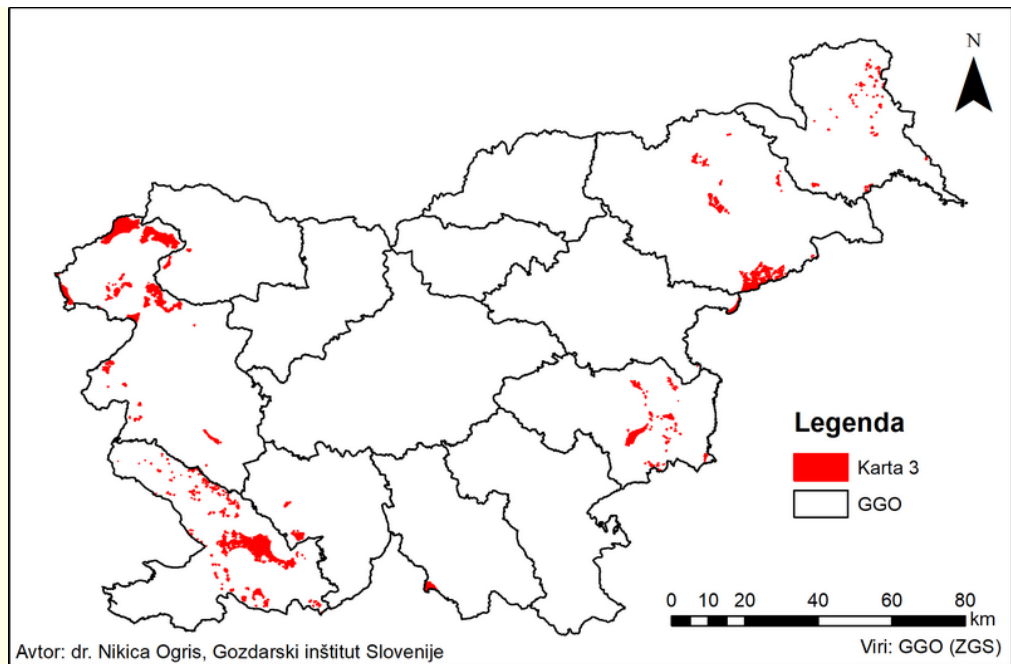 N
Legenda
Karta 3
GGO
0 10 20 40 60 80
km
Avtor: dr. Nikica Ogris, Gozdarski inštitut Slovenije
Viri: GGO (ZGS)